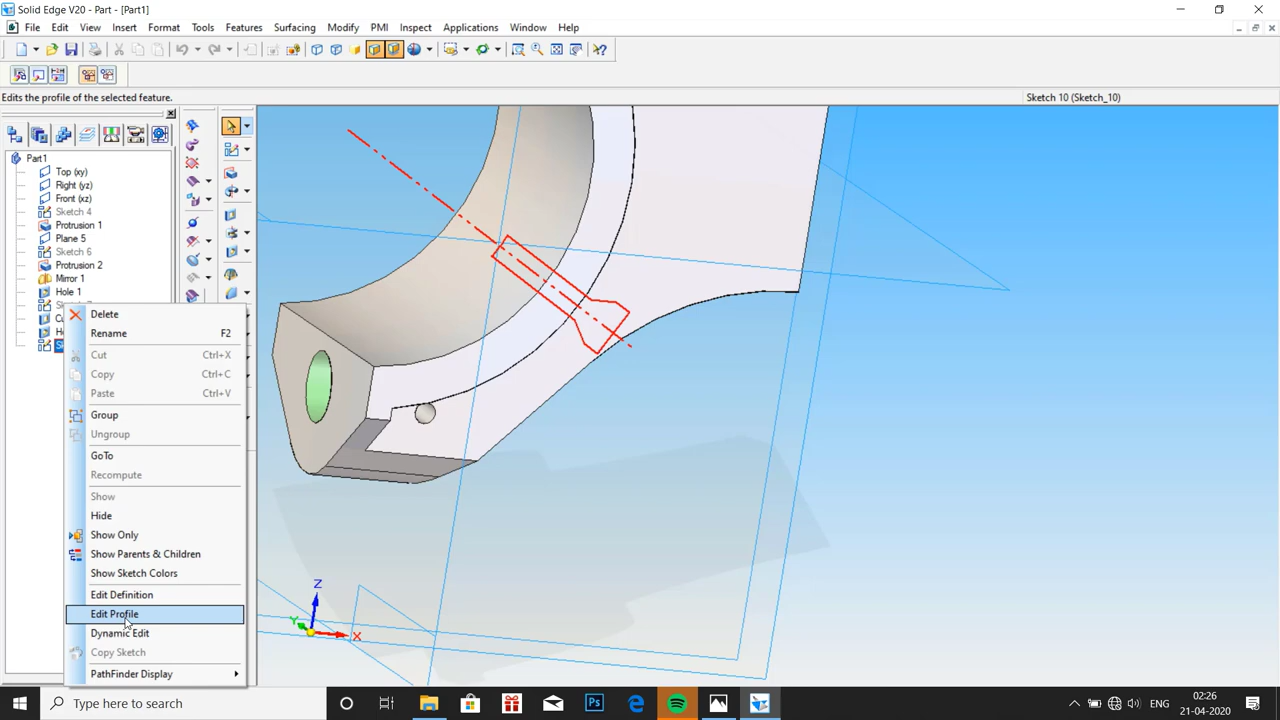 Solid Edge V20 - Part - [Part1]
File Edit View Insert Format Tools Features Surfacing Modify PMI Inspect Applications Window Help
Edits the profile of the selected feature.
Sketch 10 (Sketch_10)
Part1
Top (xy)
Right (yz)
Front (xz)
Sketch 4
Protrusion 1
Plane 5
Sketch 6
Protrusion 2
Mirror 1
Hole 1
Delete
Rename F2
Cut Ctrl+X
Copy Ctrl+C
Paste Ctrl+V
Group
Ungroup
GoTo
Recompute
Show
Hide
Show Only
Show Parents & Children
Show Sketch Colors
Edit Definition
Edit Profile
Dynamic Edit
Copy Sketch
PathFinder Display
Z
Y
X
Type here to search
Ps
ENG
02:26
21-04-2020